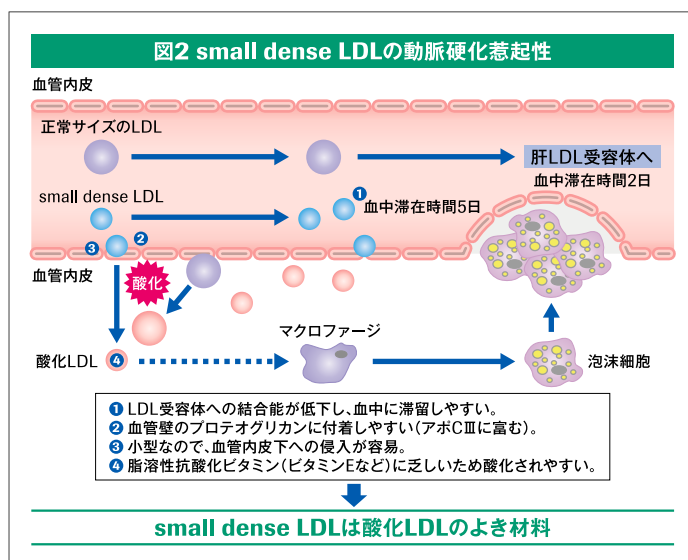 図2 small dense LDLの動脈硬化惹起性
血管内皮
正常サイズのLDL
肝LDL受容体へ
血中滞在時間2日
small dense LDL
❶
血中滞在時間5日
❸ ❷
血管内皮
酸化
マクロファージ
酸化LDL
❹
泡沫細胞
❶ LDL受容体への結合能が低下し、血中に滞留しやすい。
❷ 血管壁のプロテオグリカンに付着しやすい(アポCⅢに富む)。
❸ 小型なので、血管内皮下への侵入が容易。
❹ 脂溶性抗酸化ビタミン(ビタミンEなど)に乏しいため酸化されやすい。
small dense LDLは酸化LDLのよき材料